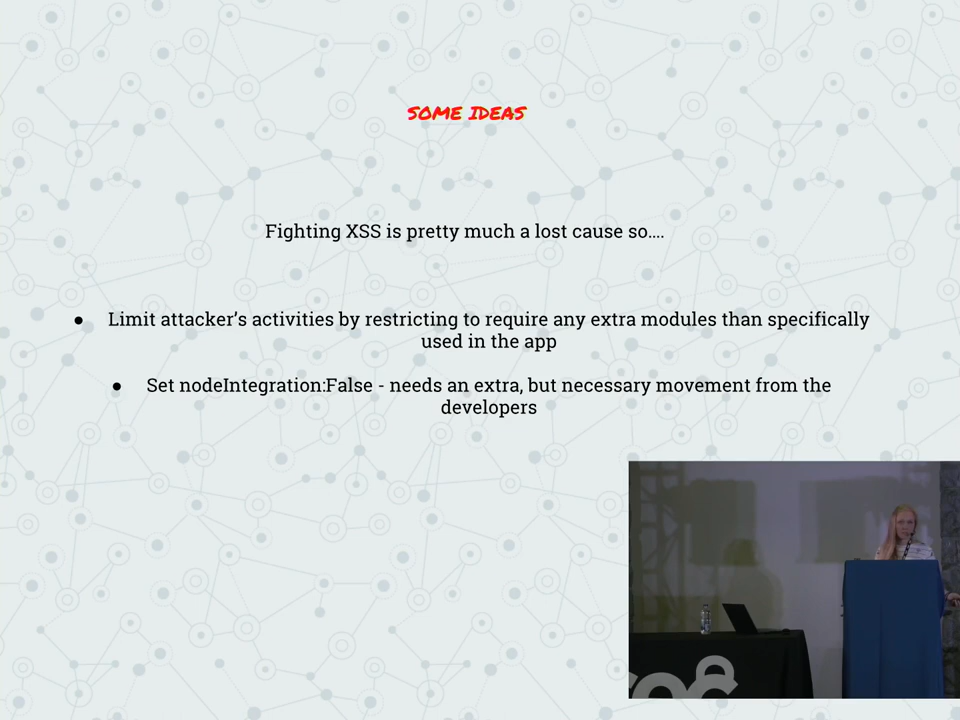 SOME IDEAS
Fighting XSS is pretty much a lost cause so....
● Limit attacker's activities by restricting to require any extra modules than specifically
used in the app
● Set nodeIntegration:False - needs an extra, but necessary movement from the
developers